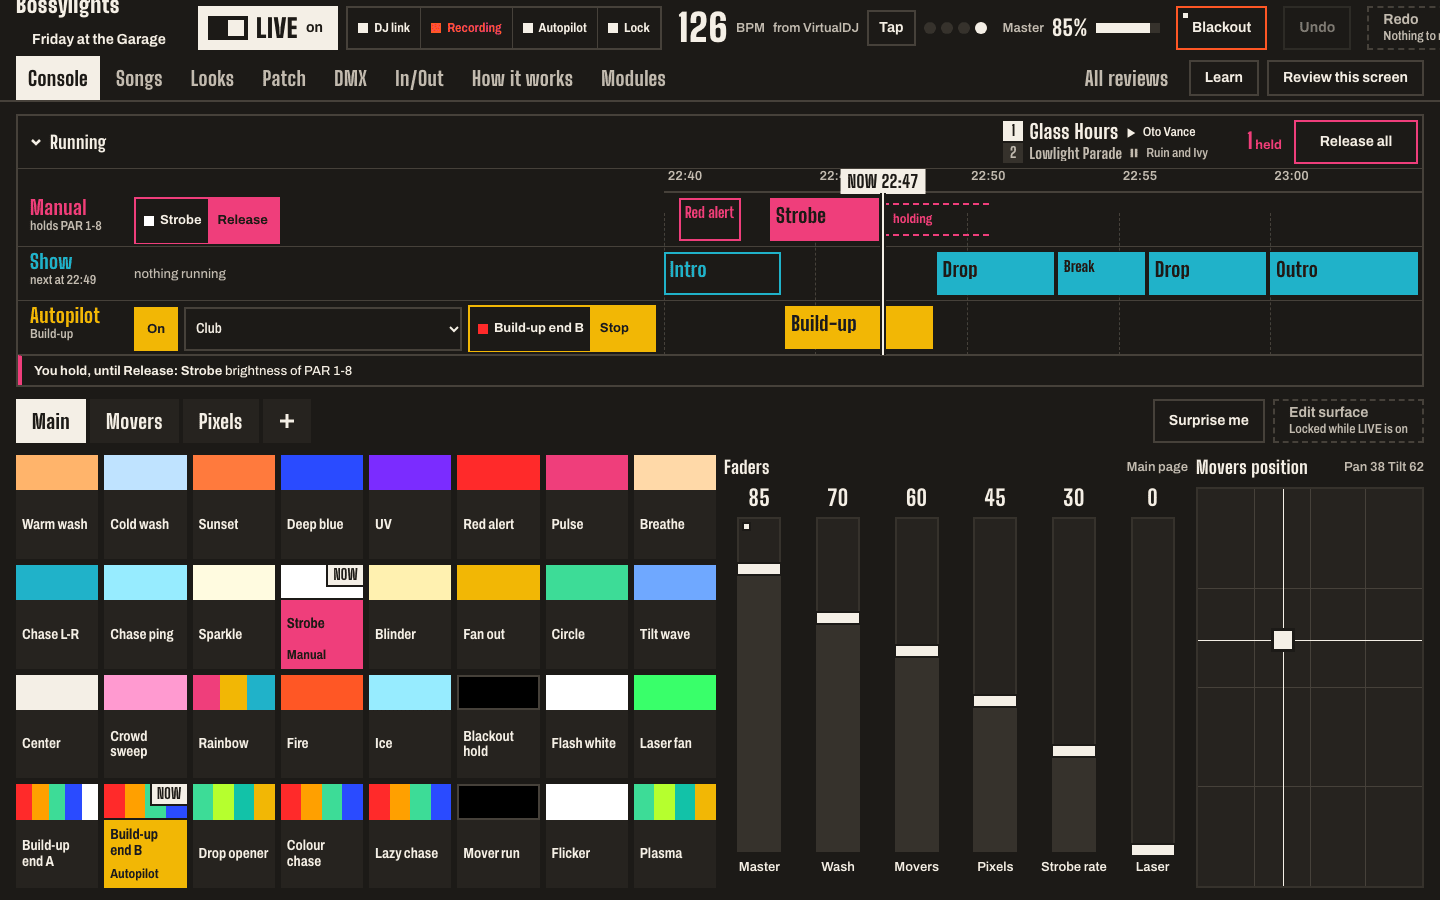 Bossylights
Friday at the Garage
LIVE on
DJ link
Recording
Autopilot
Lock
126 BPM from VirtualDJ
Tap
Master 85%
Blackout
Undo
Redo
Console
Songs
Looks
Patch
DMX
In/Out
How it works
Modules
All reviews
Learn
Review this screen
Running
1 Glass Hours Oto Vance
2 Lowlight Parade Ruin and Ivy
1 held
Release all
22:40
NOW 22:47
22:50
22:55
23:00
Manual
holds PAR 1-8
Strobe
Release
Red alert
Strobe
holding
Show
next at 22:49
nothing running
Intro
Drop
Break
Drop
Outro
Autopilot
Build-up
On
Club
Build-up end B
Stop
Build-up
You hold, until Release: Strobe brightness of PAR 1-8
Main
Movers
Pixels
+
Surprise me
Edit surface
Locked while LIVE is on
Warm wash
Cold wash
Sunset
Deep blue
UV
Red alert
Pulse
Breathe
Chase L-R
Chase ping
Sparkle
NOW
Strobe
Manual
Blinder
Fan out
Circle
Tilt wave
Center
Crowd
sweep
Rainbow
Fire
Ice
Blackout
hold
Flash white
Laser fan
Build-up
end A
NOW
Build-up
end B
Autopilot
Drop opener
Colour
chase
Lazy chase
Mover run
Flicker
Plasma
Faders
Main page
85
70
60
45
30
0
Master
Wash
Movers
Pixels
Strobe rate
Laser
Movers position
Pan 38 Tilt 62